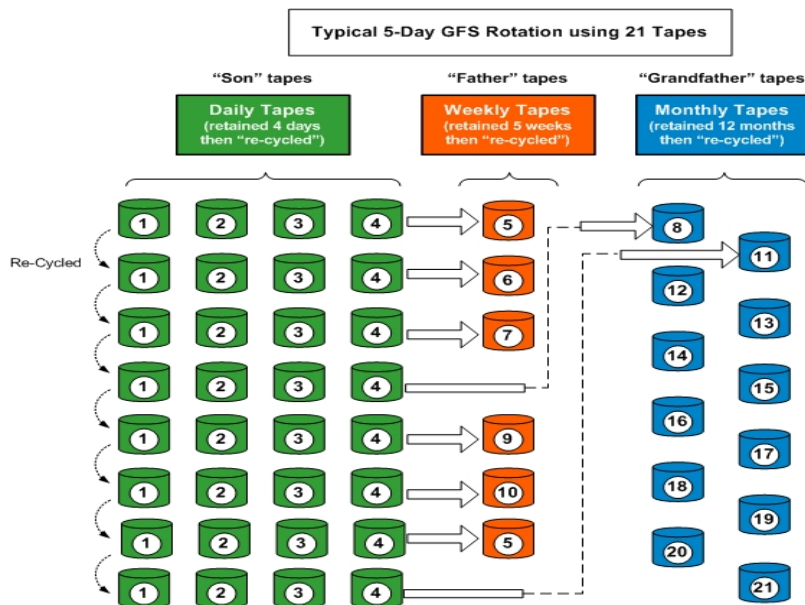 Typical 5-Day GFS Rotation using 21 Tapes
“Son” tapes
“Father” tapes
“Grandfather” tapes
Daily Tapes
(retained 4 days
then “re-cycled”)
Weekly Tapes
(retained 5 weeks
then “re-cycled”)
Monthly Tapes
(retained 12 months
then “re-cycled”)
Re-Cycled
1 2 3 4 5 8
11
1 2 3 4 6 12
1 2 3 4 7 13
14
1 2 3 4 15
16
1 2 3 4 9 17
1 2 3 4 10 18
19
1 2 3 4 5 20
1 2 3 4 21